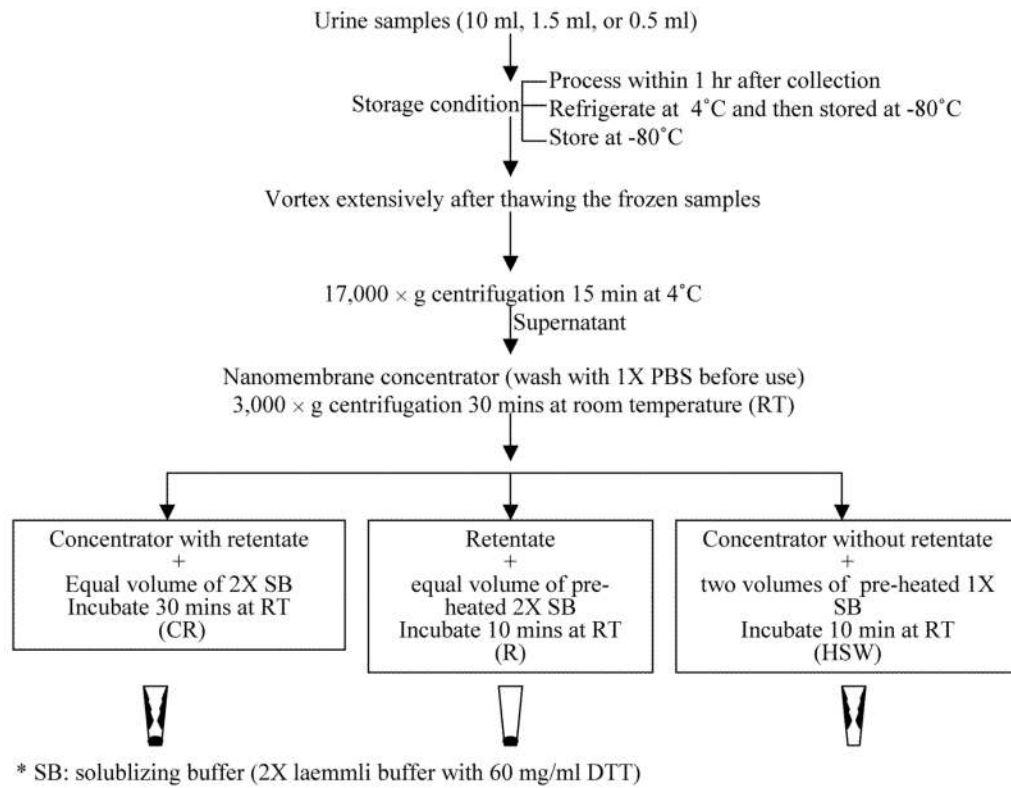 Urine samples (10 ml, 1.5 ml, or 0.5 ml)
Storage condition
Process within 1 hr after collection
Refrigerate at 4˚C and then stored at -80˚C
Store at -80˚C
Vortex extensively after thawing the frozen samples
17,000 × g centrifugation 15 min at 4˚C
Supernatant
Nanomembrane concentrator (wash with 1X PBS before use)
3,000 × g centrifugation 30 mins at room temperature (RT)
Concentrator with retentate
+
Equal volume of 2X SB
Incubate 30 mins at RT
(CR)
Retentate
+
equal volume of pre-
heated 2X SB
Incubate 10 mins at RT
(R)
Concentrator without retentate
+
two volumes of pre-heated 1X
SB
Incubate 10 min at RT
(HSW)
* SB: solublizing buffer (2X laemmli buffer with 60 mg/ml DTT)